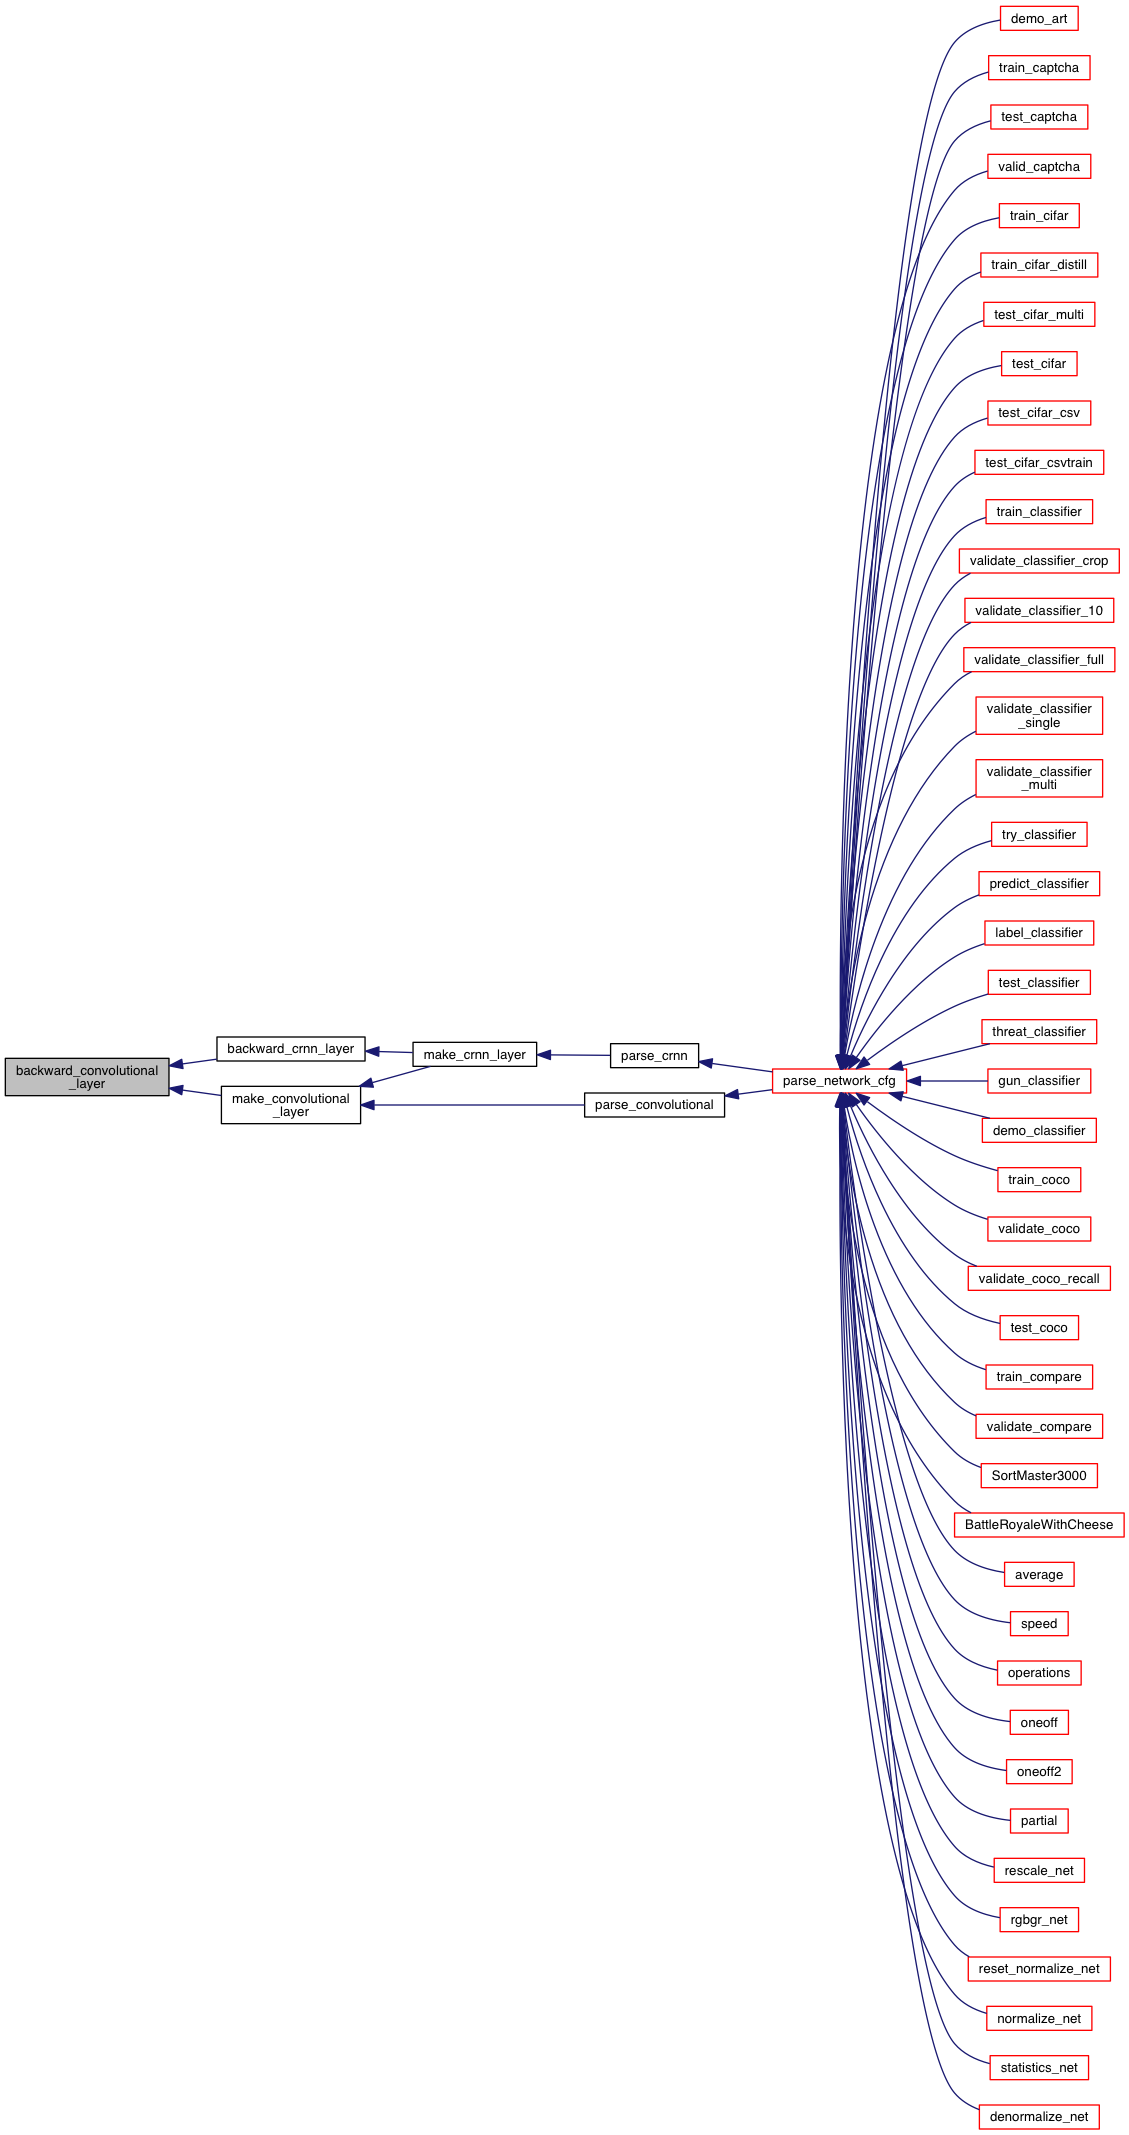 backward_convolutional
_layer
backward_crnn_layer
make_convolutional
_layer
make_crnn_layer
parse_crnn
parse_convolutional
parse_network_cfg
demo_art
train_captcha
test_captcha
valid_captcha
train_cifar
train_cifar_distill
test_cifar_multi
test_cifar
test_cifar_csv
test_cifar_csvtrain
train_classifier
validate_classifier_crop
validate_classifier_10
validate_classifier_full
validate_classifier
_single
validate_classifier
_multi
try_classifier
predict_classifier
label_classifier
test_classifier
threat_classifier
gun_classifier
demo_classifier
train_coco
validate_coco
validate_coco_recall
test_coco
train_compare
validate_compare
SortMaster3000
BattleRoyaleWithCheese
average
speed
operations
oneoff
oneoff2
partial
rescale_net
rgbgr_net
reset_normalize_net
normalize_net
statistics_net
denormalize_net